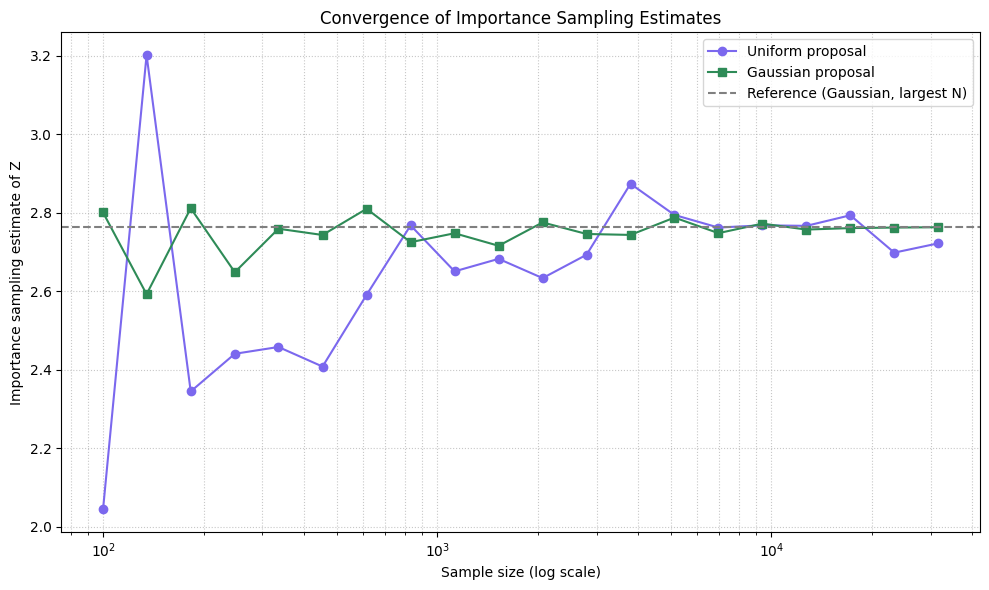 Convergence of Importance Sampling Estimates
Uniform proposal
Gaussian proposal
Reference (Gaussian, largest N)
Importance sampling estimate of Z
3.2
3.0
2.8
2.6
2.4
2.2
2.0
10²
10³
10⁴
Sample size (log scale)